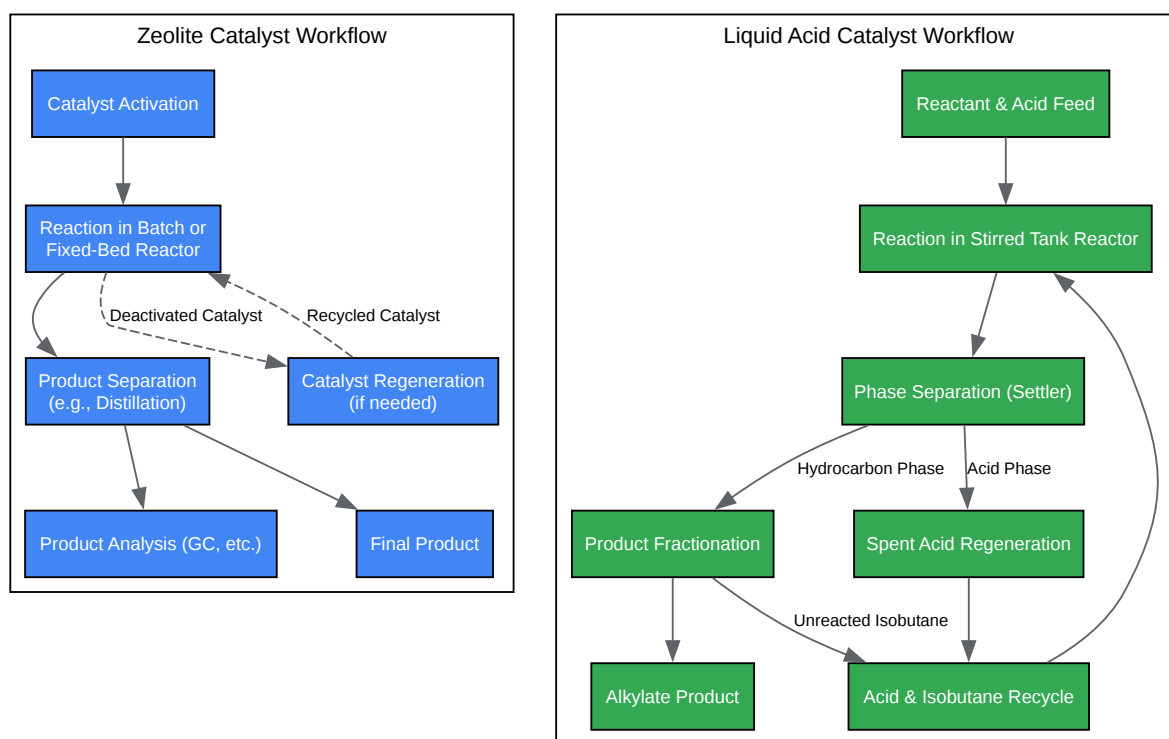 Zeolite Catalyst Workflow
Catalyst Activation
Reaction in Batch or
Fixed-Bed Reactor
Deactivated Catalyst
Recycled Catalyst
Product Separation
(e.g., Distillation)
Catalyst Regeneration
(if needed)
Product Analysis (GC, etc.)
Final Product
Liquid Acid Catalyst Workflow
Reactant & Acid Feed
Reaction in Stirred Tank Reactor
Phase Separation (Settler)
Hydrocarbon Phase
Acid Phase
Product Fractionation
Spent Acid Regeneration
Unreacted Isobutane
Alkylate Product
Acid & Isobutane Recycle